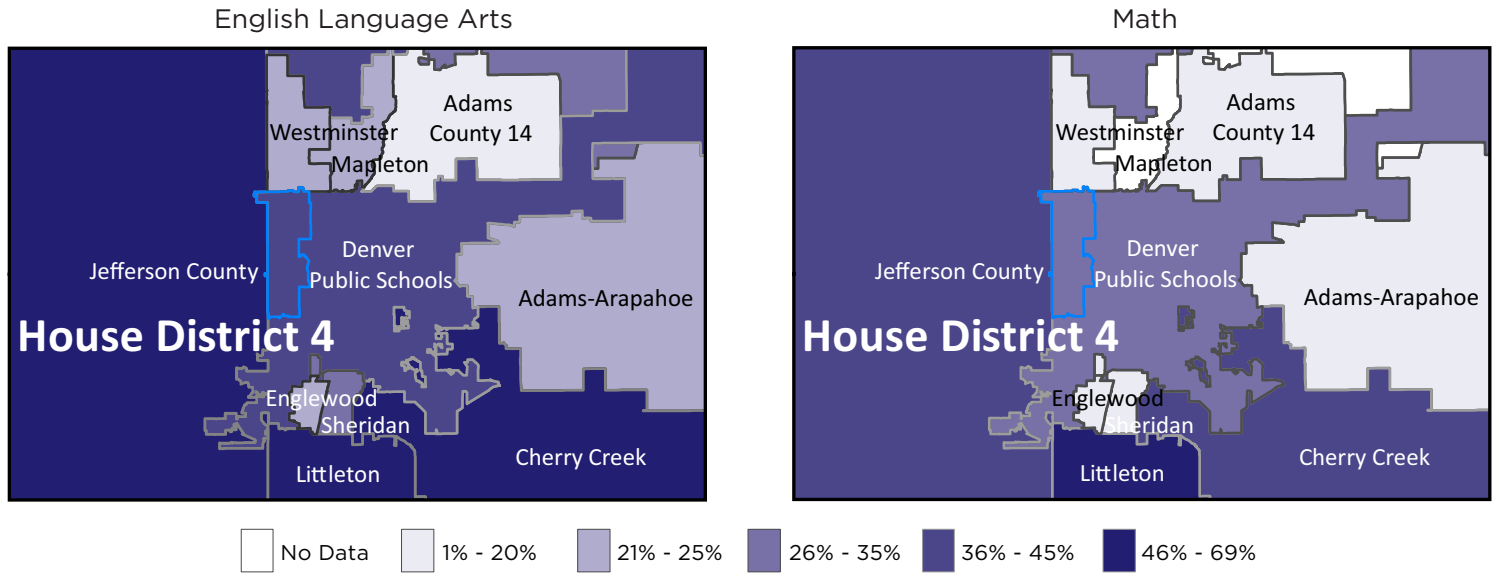 English Language Arts
Math
Adams
County 14
Westminster
Mapleton
Denver
Public Schools
Jefferson County
Adams-Arapahoe
House District 4
Englewood
Sheridan
Cherry Creek
Littleton
Adams
County 14
Westminster
Mapleton
Denver
Public Schools
Jefferson County
Adams-Arapahoe
House District 4
Englewood
Sheridan
Cherry Creek
Littleton
No Data
1% - 20%
21% - 25%
26% - 35%
36% - 45%
46% - 69%